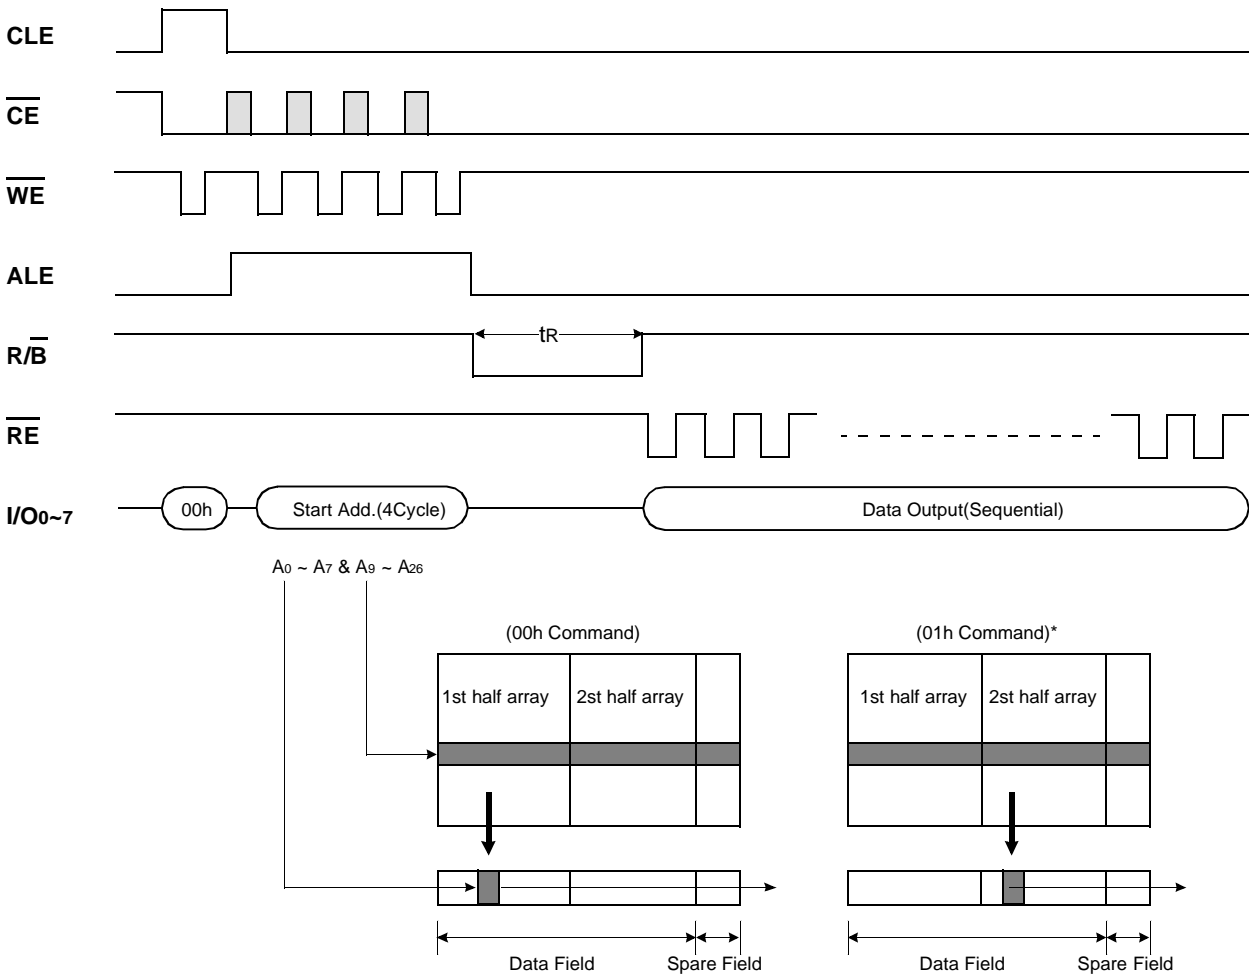 CLE
CE
WE
ALE
R/B
tR
RE
I/O0~7
00h
Start Add.(4Cycle)
Data Output(Sequential)
A0 ~ A7 & A9 ~ A26
(00h Command)
(01h Command)*
1st half array
2st half array
1st half array
2st half array
Data Field
Spare Field
Data Field
Spare Field